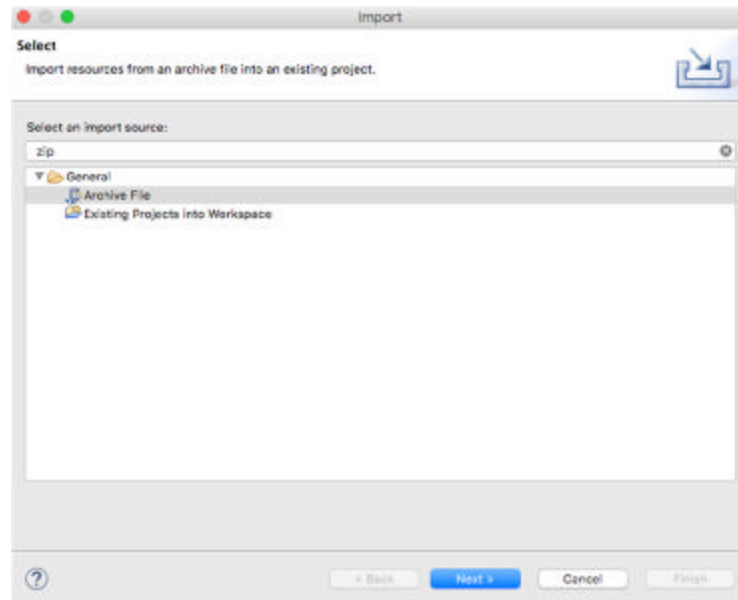 Import
Select
Import resources from an archive file into an existing project.
Select an import source:
zip
General
Archive File
Existing Projects into Workspace
?
< Back
Next >
Cancel
Finish